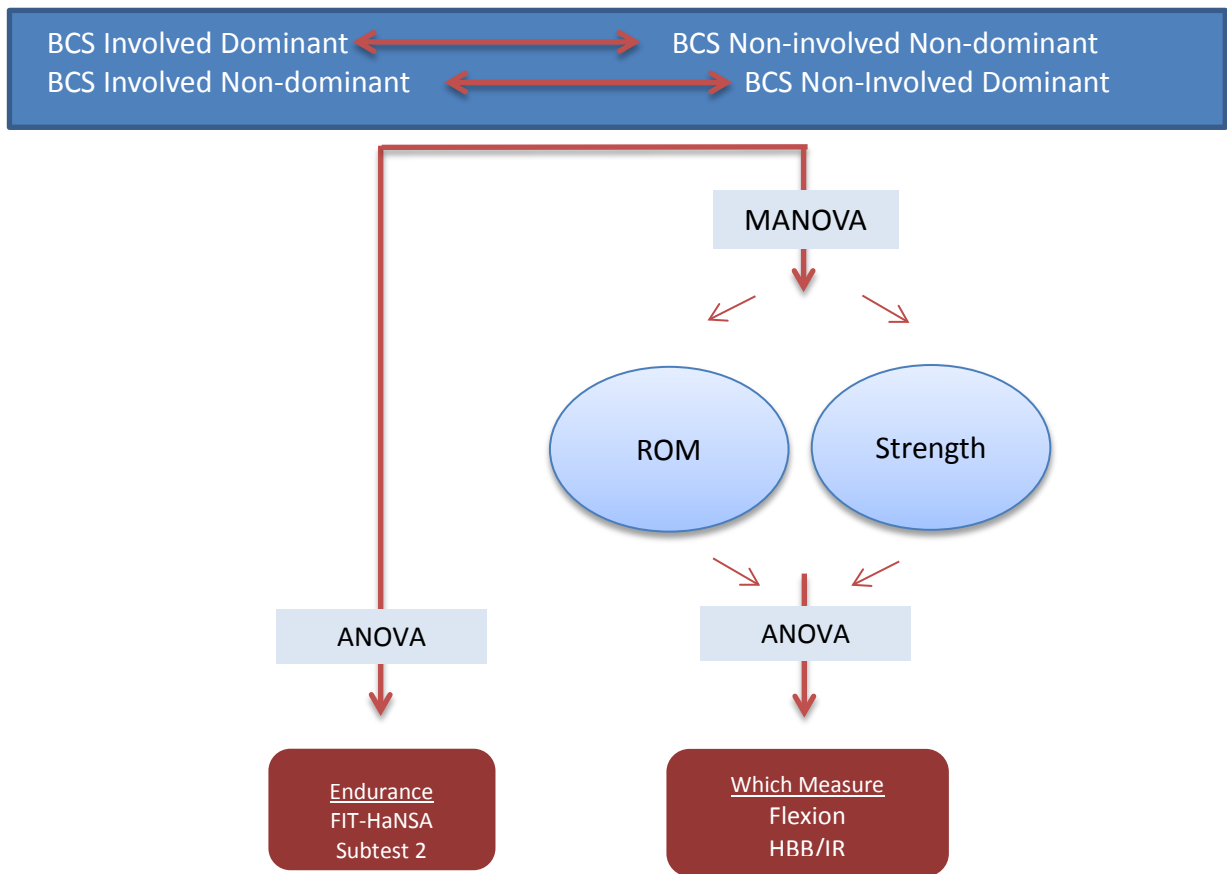 BCS Involved Dominant BCS Non-involved Non-dominant
BCS Involved Non-dominant BCS Non-Involved Dominant
MANOVA
ROM Strength
ANOVA ANOVA
Endurance
FIT-HaNSA
Subtest 2
Which Measure
Flexion
HBB/IR